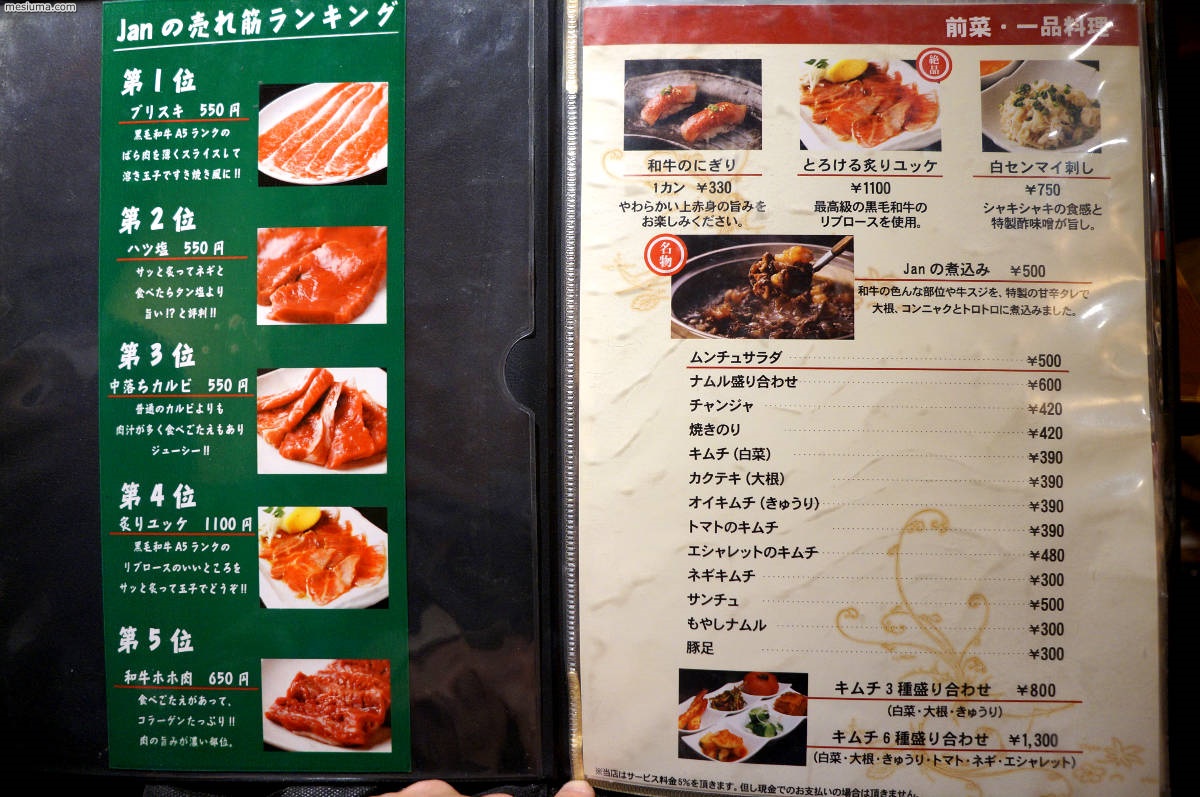 mesiuma.com
Janの売れ筋ランキング
第1位
ブリスキ 550円
黒毛和牛A5ランクの
ばら肉を薄くスライスして
溶き玉子ですき焼き風に!!
第2位
ハツ塩 550円
サッと炙ってネギと
食べたらタン塩より
旨い!?と評判!!
第3位
中落ちカルビ 550円
普通のカルビよりも
肉汁が多く食べごたえもあり
ジューシー!!
第4位
炙りユッケ 1100円
黒毛和牛A5ランクの
リブロースのいいところを
サッと炙って玉子でどうぞ!!
第5位
和牛ホホ肉 650円
食べごたえがあって、
コラーゲンたっぷり!!
肉の旨みが濃い部位。
前菜・一品料理
和牛のにぎり
1カン ¥330
やわらかい上赤身の旨みを
お楽しみください。
絶品
とろける炙りユッケ
¥1100
最高級の黒毛和牛の
リブロースを使用。
白センマイ刺し
¥750
シャキシャキの食感と
特製酢味噌が旨し。
名物
Janの煮込み ¥500
和牛の色んな部位や牛スジを、特製の甘辛タレで
大根、コンニャクとトロトロに煮込みました。
ムンチュサラダ ¥500
ナムル盛り合わせ ¥600
チャンジャ ¥420
焼きのり ¥420
キムチ(白菜) ¥390
カクテキ(大根) ¥390
オイキムチ(きゅうり) ¥390
トマトのキムチ ¥390
エシャレットのキムチ ¥480
ネギキムチ ¥300
サンチュ ¥500
もやしナムル ¥300
豚足 ¥300
キムチ3種盛り合わせ ¥800
(白菜・大根・きゅうり)
キムチ6種盛り合わせ ¥1,300
(白菜・大根・きゅうり・トマト・ネギ・エシャレット)
※当店はサービス料金5%を頂きます。但し現金でのお支払いの場合は頂きません。